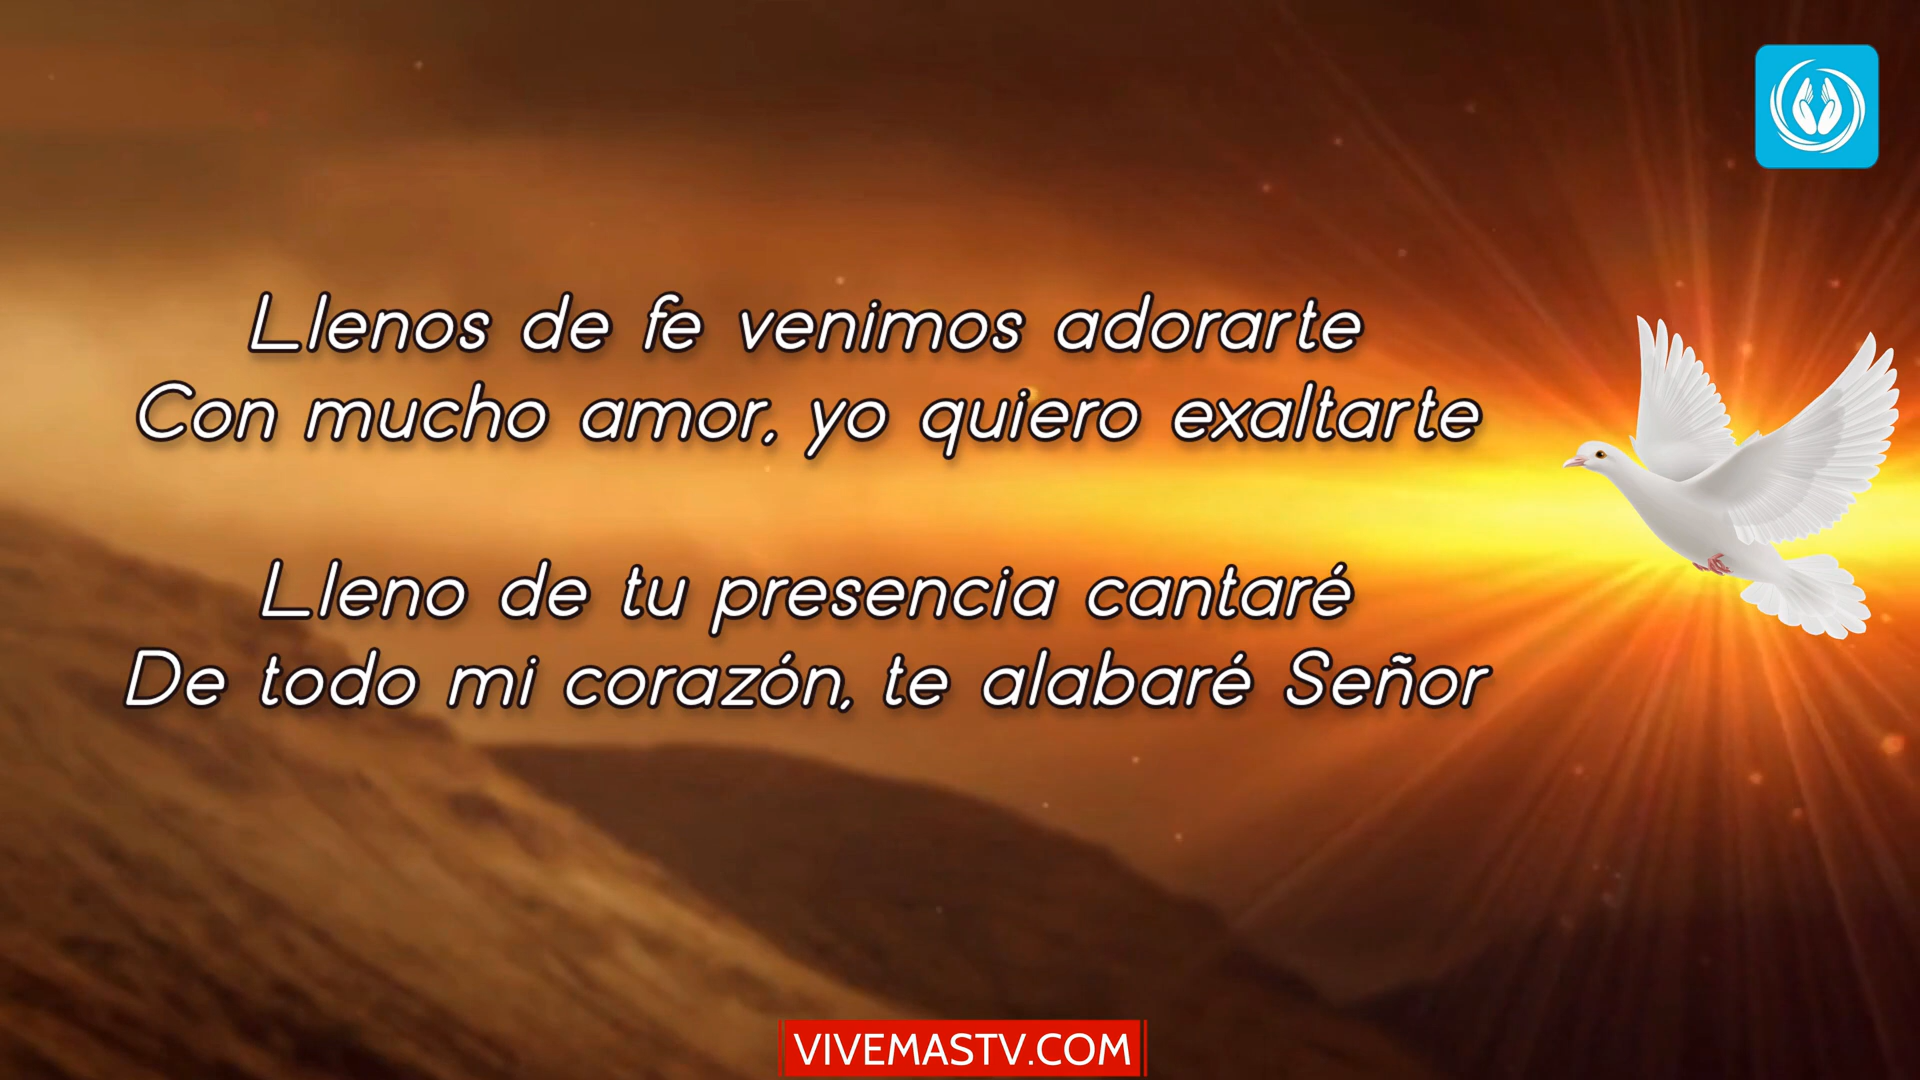 Llenos de fe venimos adorarte
Con mucho amor, yo quiero exaltarte
Lleno de tu presencia cantaré
De todo mi corazón, te alabaré Señor
VIVEMASTV.COM